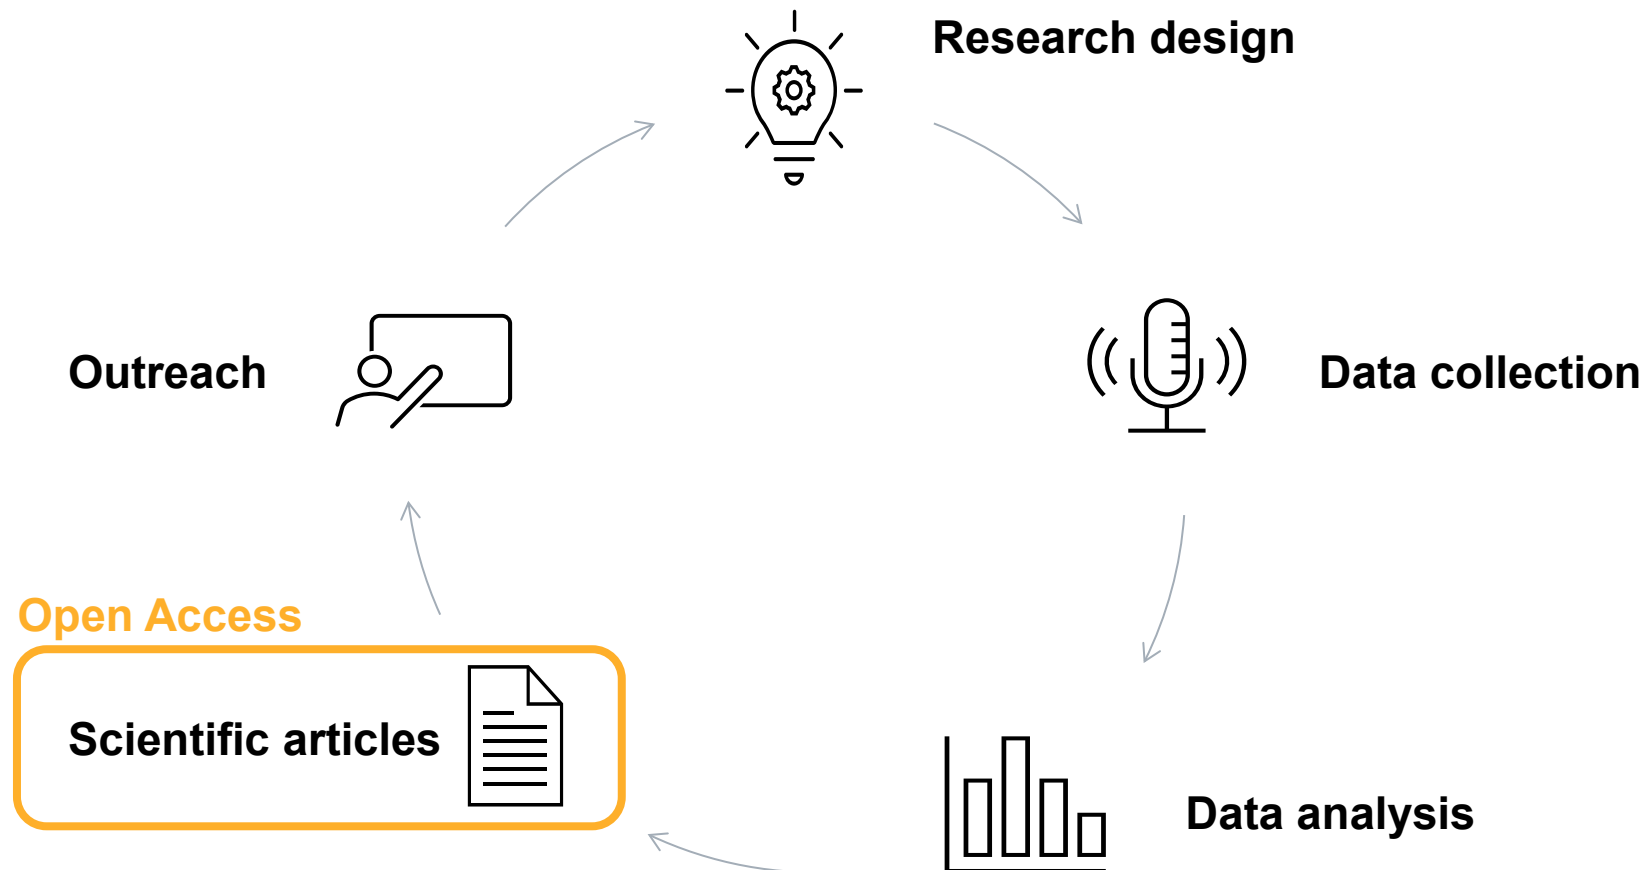 Research design
Outreach
Data collection
Open Access
Scientific articles
Data analysis